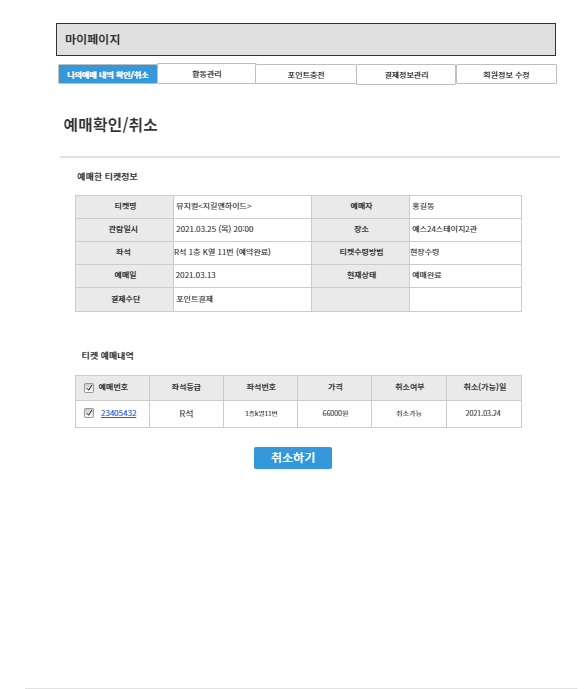 마이페이지
나의예매 내역 확인/취소 활동관리 포인트충전 결제정보관리 회원정보 수정
예매확인/취소
예매한 티켓정보
티켓명 뮤지컬<지킬앤하이드> 예매자 홍길동
관람일시 2021.03.25 (목) 20:00 장소 예스24스테이지2관
좌석 R석 1층 K열 11번 (예약완료) 티켓수령방법 현장수령
예매일 2021.03.13 현재상태 예매완료
결제수단 포인트결제
티켓 예매내역
예매번호 좌석등급 좌석번호 가격 취소여부 취소(가능)일
23405432 R석 1층k열11번 66000원 취소가능 2021.03.24
취소하기